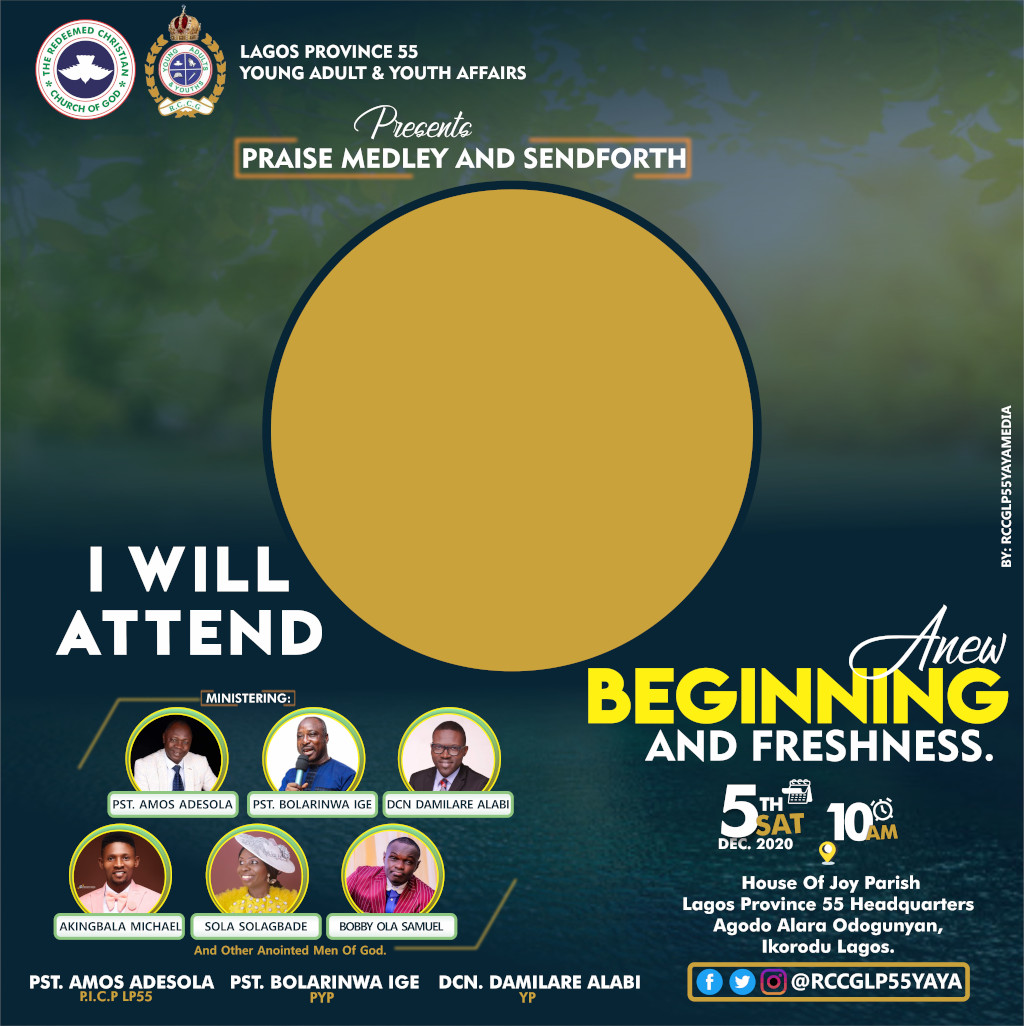 THE REDEEMED CHRISTIAN
CHURCH OF GOD
YOUNG ADULTS
& YOUTHS
R.C.C.G
LAGOS PROVINCE 55
YOUNG ADULT & YOUTH AFFAIRS
Presents
PRAISE MEDLEY AND SENDFORTH
BY: RCCGLP55YAYAMEDIA
I WILL
ATTEND
Anew
BEGINNING
AND FRESHNESS.
MINISTERING:
PST. AMOS ADESOLA
PST. BOLARINWA IGE
DCN DAMILARE ALABI
AKINGBALA MICHAEL
SOLA SOLAGBADE
BOBBY OLA SAMUEL
And Other Anointed Men Of God.
PST. AMOS ADESOLA
P.I.C.P LP55
PST. BOLARINWA IGE
PYP
DCN. DAMILARE ALABI
YP
5TH
SAT
DEC. 2020
10
AM
House Of Joy Parish
Lagos Province 55 Headquarters
Agodo Alara Odogunyan,
Ikorodu Lagos.
@RCCGLP55YAYA